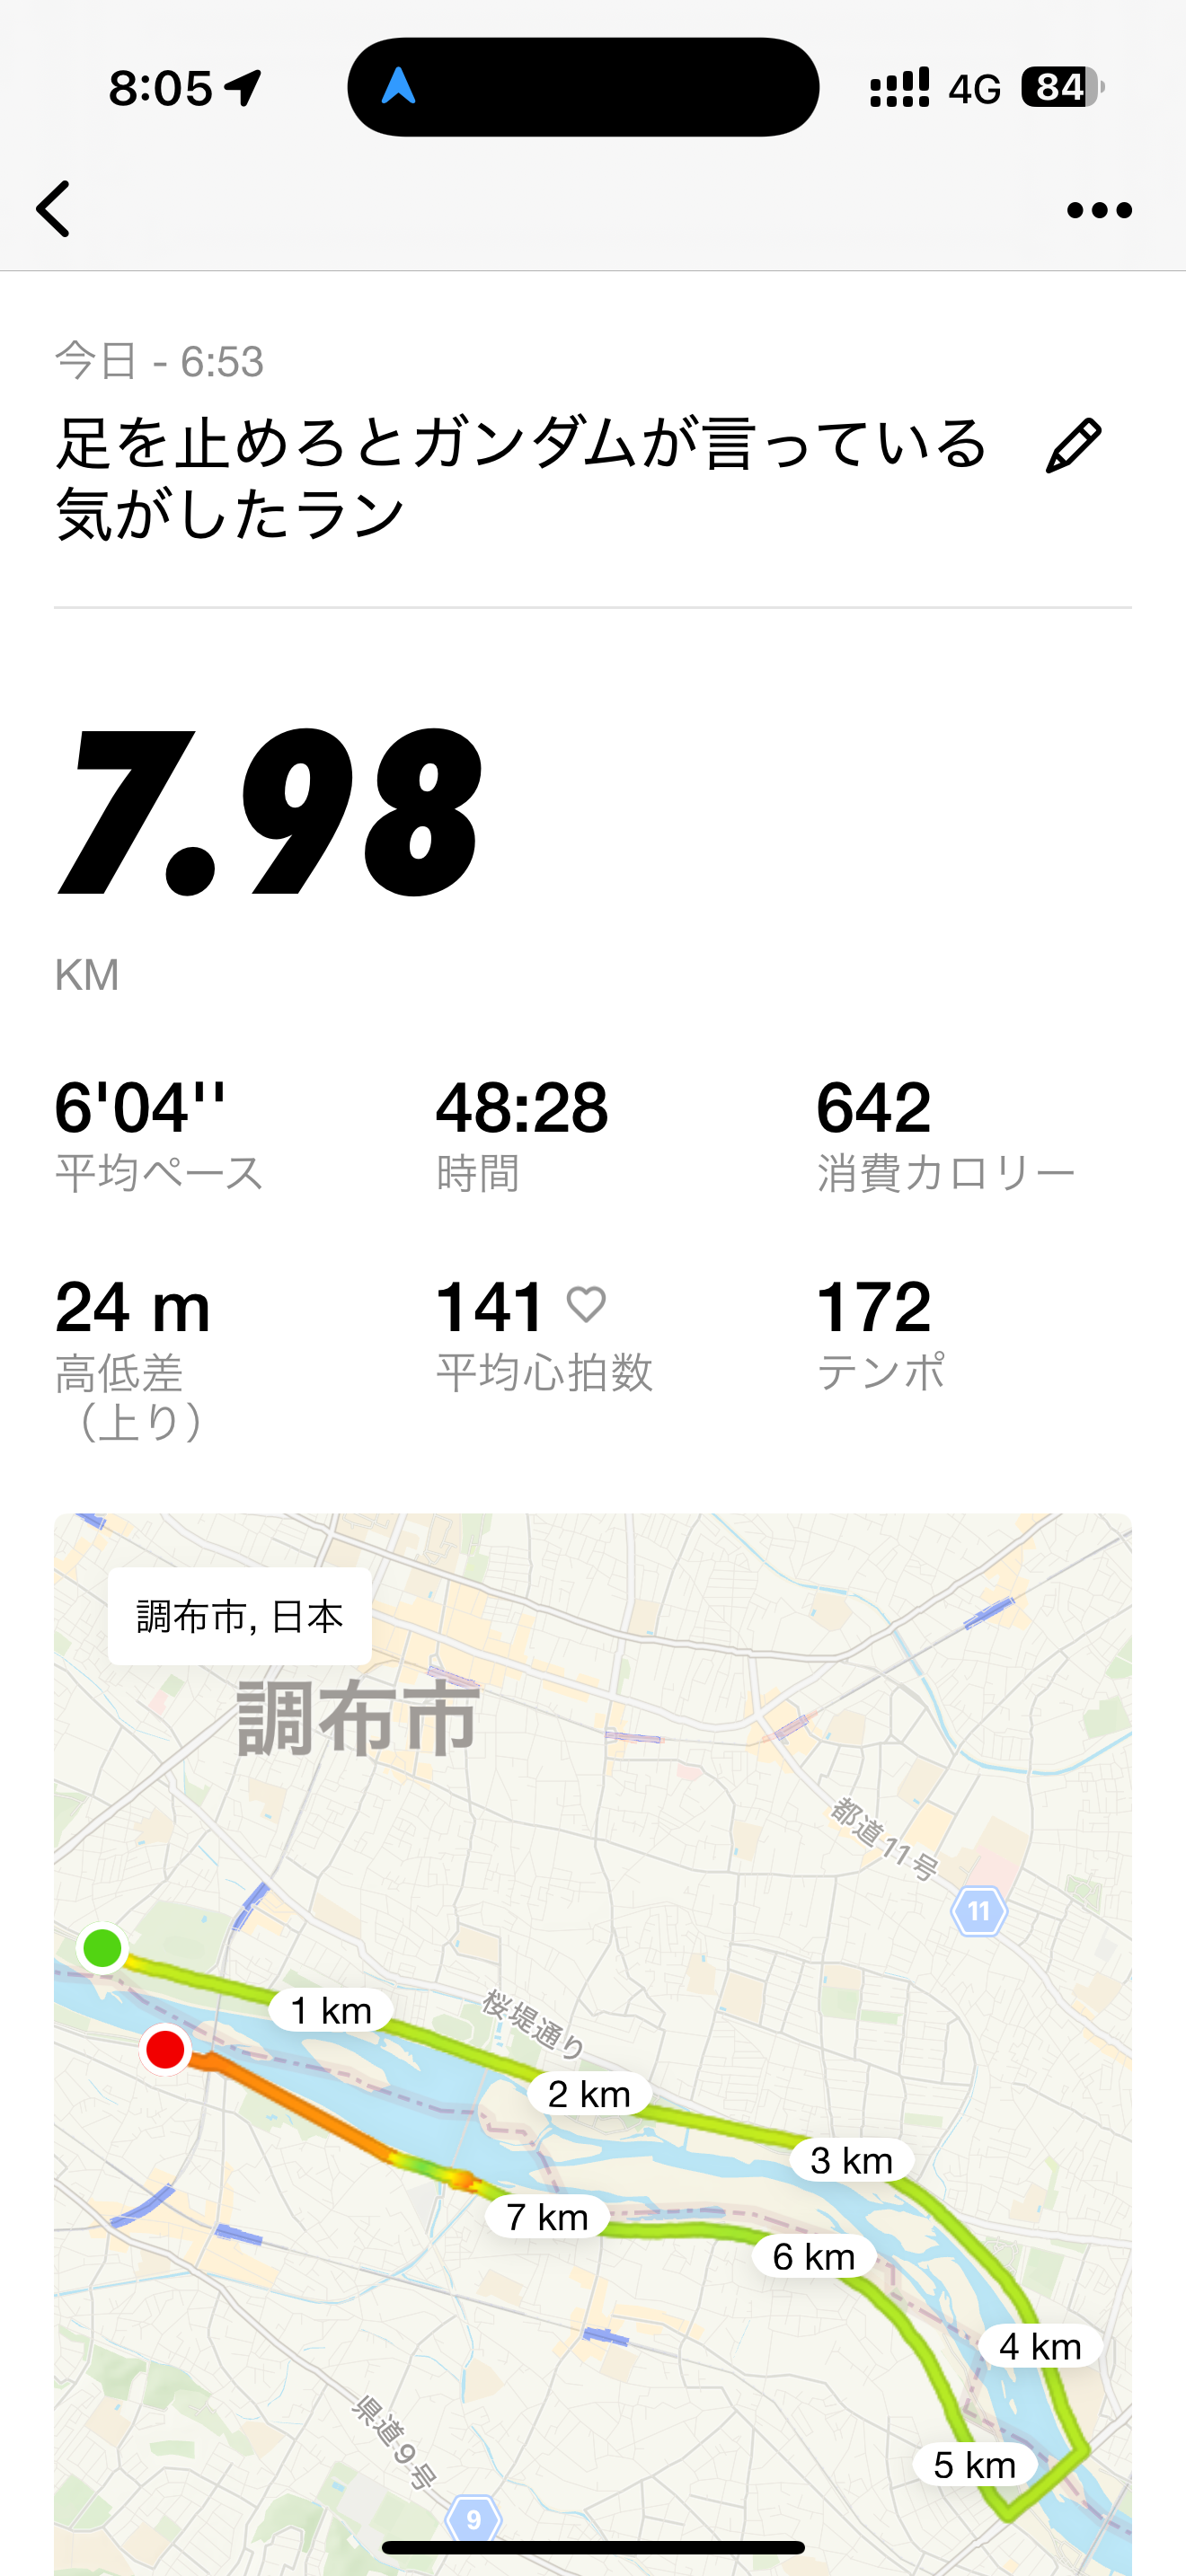 8:05
4G
84
今日 - 6:53
足を止めろとガンダムが言っている
気がしたラン
7.98
KM
6'04''
48:28
642
平均ペース
時間
消費カロリー
24 m
141
172
高低差
（上り）
平均心拍数
テンポ
調布市, 日本
調布市
都道11号
11
桜堤通り
1 km
2 km
3 km
7 km
6 km
4 km
5 km
県道9号
9